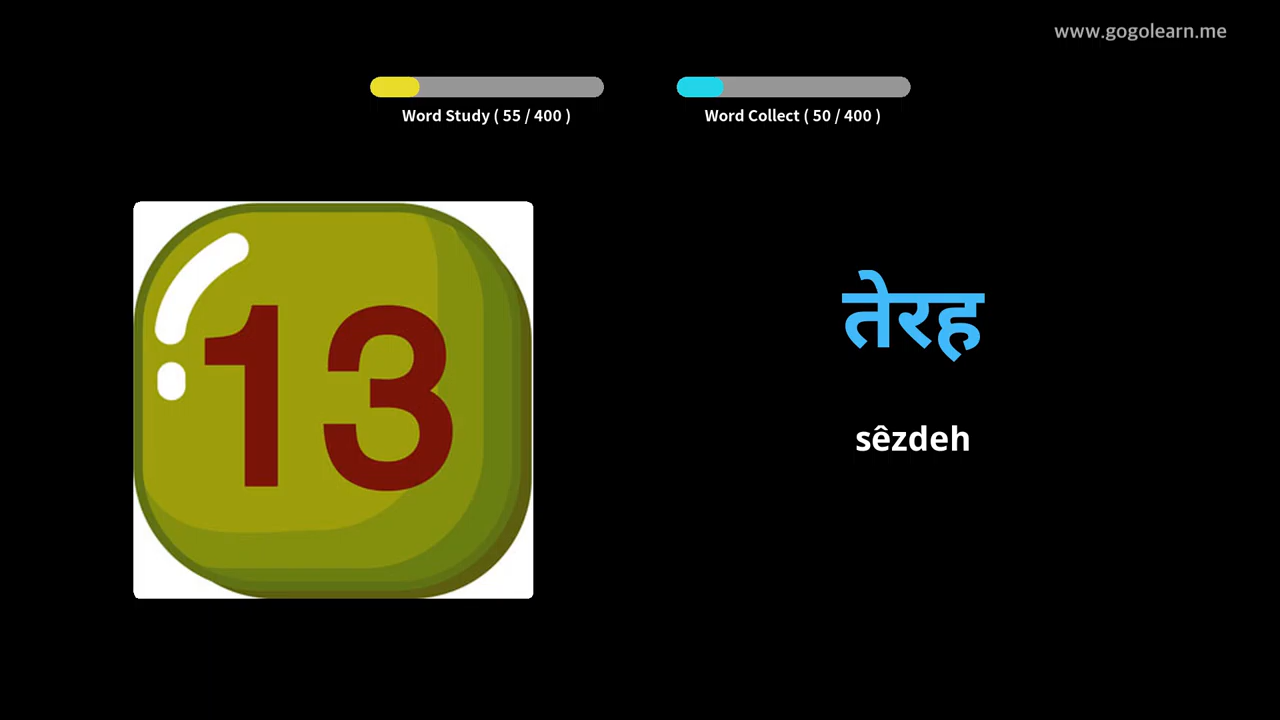 www.gogolearn.me
Word Study ( 55 / 400 )
Word Collect ( 50 / 400 )
13
तेरह
sêzdeh